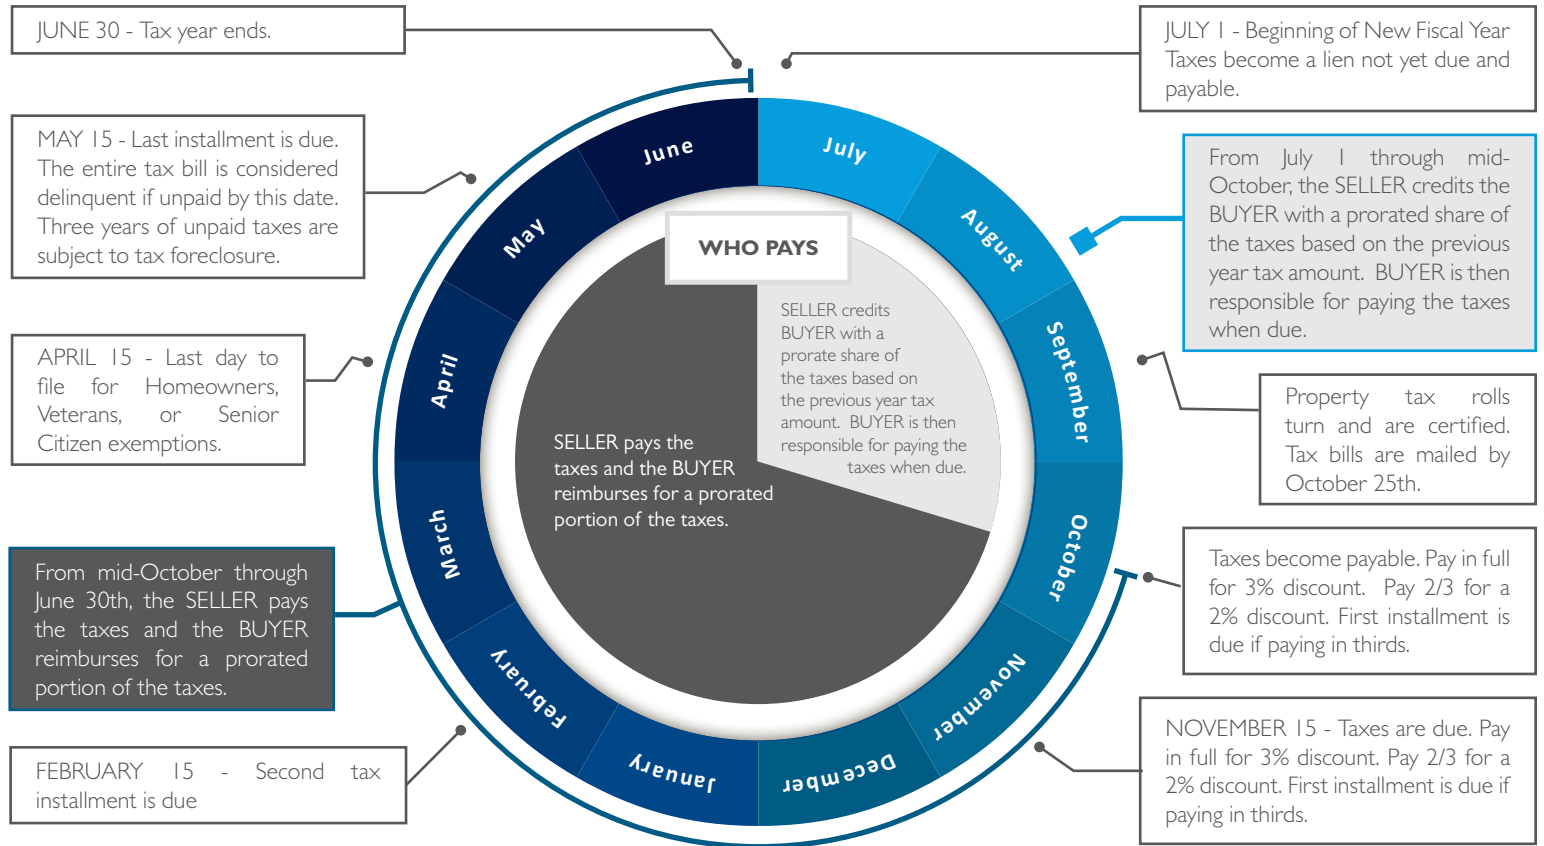 JUNE 30 - Tax year ends.
MAY 15 - Last installment is due.
The entire tax bill is considered
delinquent if unpaid by this date.
Three years of unpaid taxes are
subject to tax foreclosure.
APRIL 15 - Last day to
file for Homeowners,
Veterans, or Senior
Citizen exemptions.
From mid-October through
June 30th, the SELLER pays
the taxes and the BUYER
reimburses for a prorated
portion of the taxes.
FEBRUARY 15 - Second tax
installment is due
July
August
September
October
November
December
January
February
March
April
May
June
WHO PAYS
SELLER credits
BUYER with a
prorate share of
the taxes based on
the previous year tax
amount. BUYER is then
responsible for paying the
taxes when due.
SELLER pays the
taxes and the BUYER
reimburses for a prorated
portion of the taxes.
JULY 1 - Beginning of New Fiscal Year
Taxes become a lien not yet due and
payable.
From July 1 through mid-
October, the SELLER credits the
BUYER with a prorated share of
the taxes based on the previous
year tax amount. BUYER is then
responsible for paying the taxes
when due.
Property tax rolls
turn and are certified.
Tax bills are mailed by
October 25th.
Taxes become payable. Pay in full
for 3% discount. Pay 2/3 for a
2% discount. First installment is
due if paying in thirds.
NOVEMBER 15 - Taxes are due. Pay
in full for 3% discount. Pay 2/3 for a
2% discount. First installment is due if
paying in thirds.